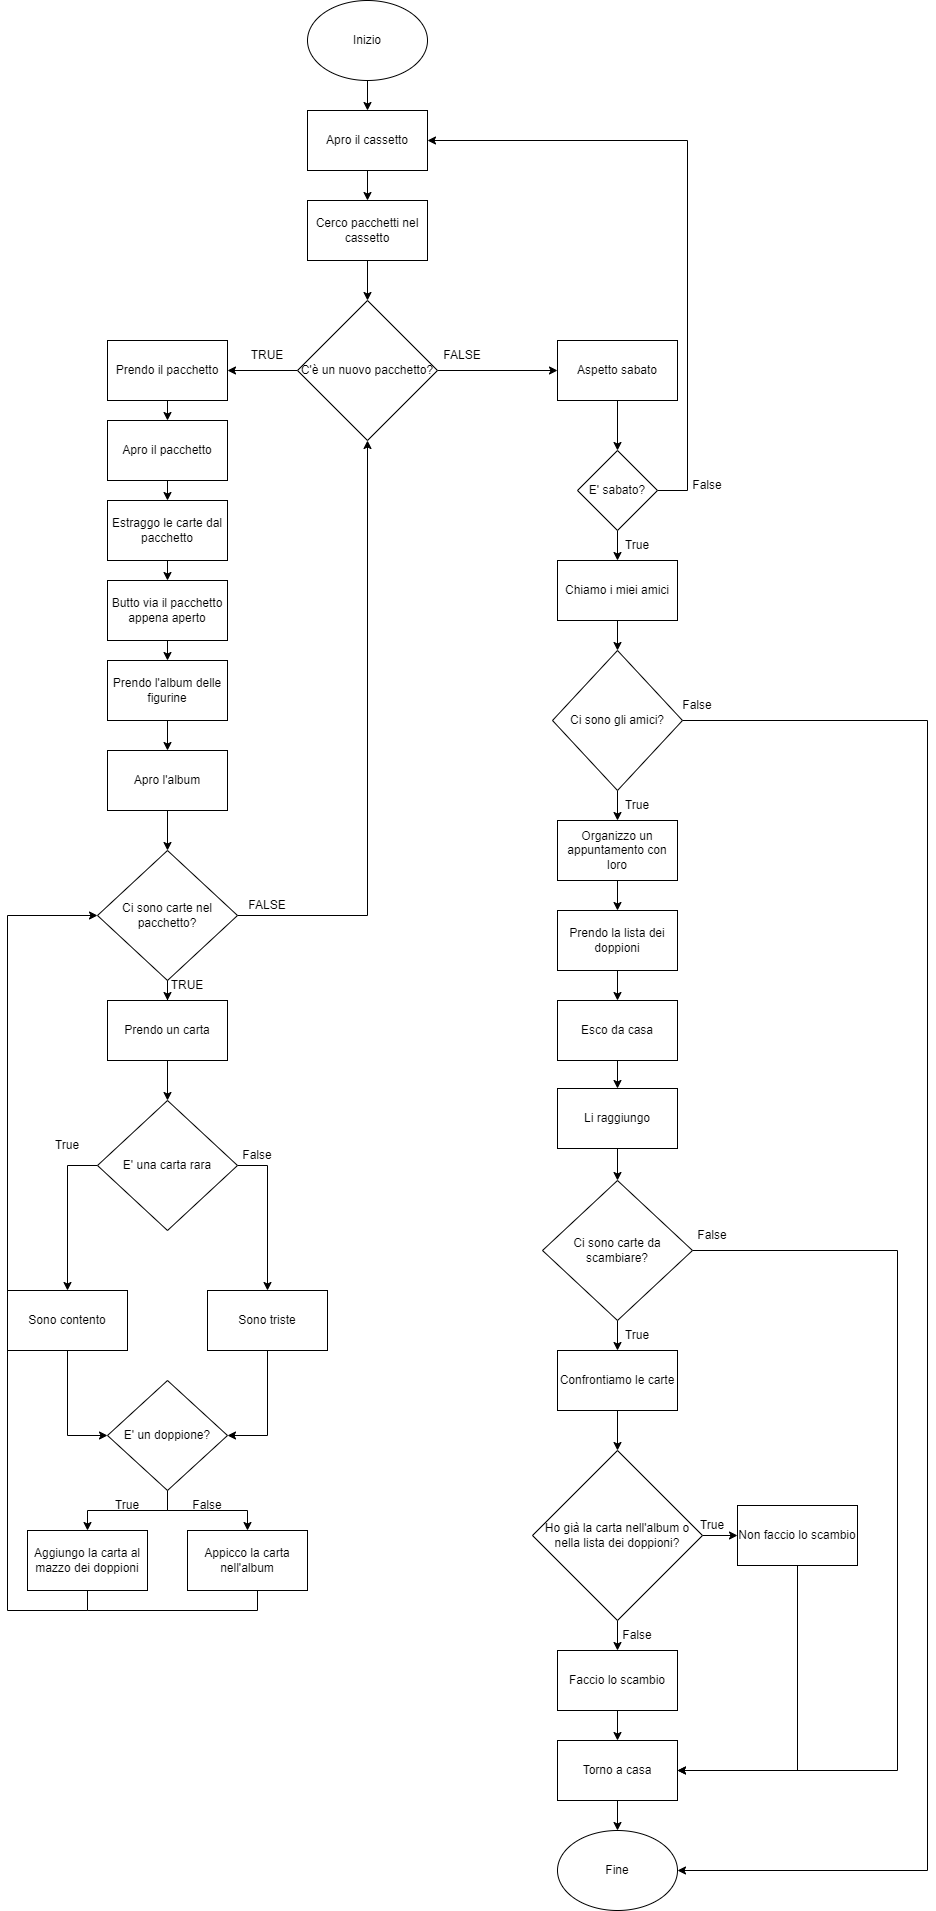 Inizio
Apro il cassetto
Cerco pacchetti nel
cassetto
C'è un nuovo pacchetto?
TRUE
FALSE
Prendo il pacchetto
Apro il pacchetto
Estraggo le carte dal
pacchetto
Butto via il pacchetto
appena aperto
Prendo l'album delle
figurine
Apro l'album
Ci sono carte nel
pacchetto?
FALSE
TRUE
Prendo un carta
E' una carta rara
True
False
Sono contento
Sono triste
E' un doppione?
True
False
Aggiungo la carta al
mazzo dei doppioni
Appicco la carta
nell'album
Aspetto sabato
E' sabato?
False
True
Chiamo i miei amici
Ci sono gli amici?
False
True
Organizzo un
appuntamento con
loro
Prendo la lista dei
doppioni
Esco da casa
Li raggiungo
Ci sono carte da
scambiare?
False
True
Confrontiamo le carte
Ho già la carta nell'album o
nella lista dei doppioni?
True
Non faccio lo scambio
False
Faccio lo scambio
Torno a casa
Fine